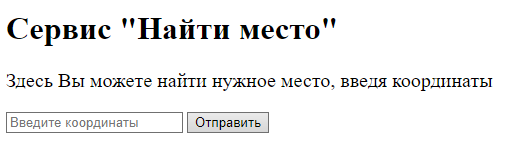 Сервис "Найти место"
Здесь Вы можете найти нужное место, введя координаты
Введите координаты Отправить